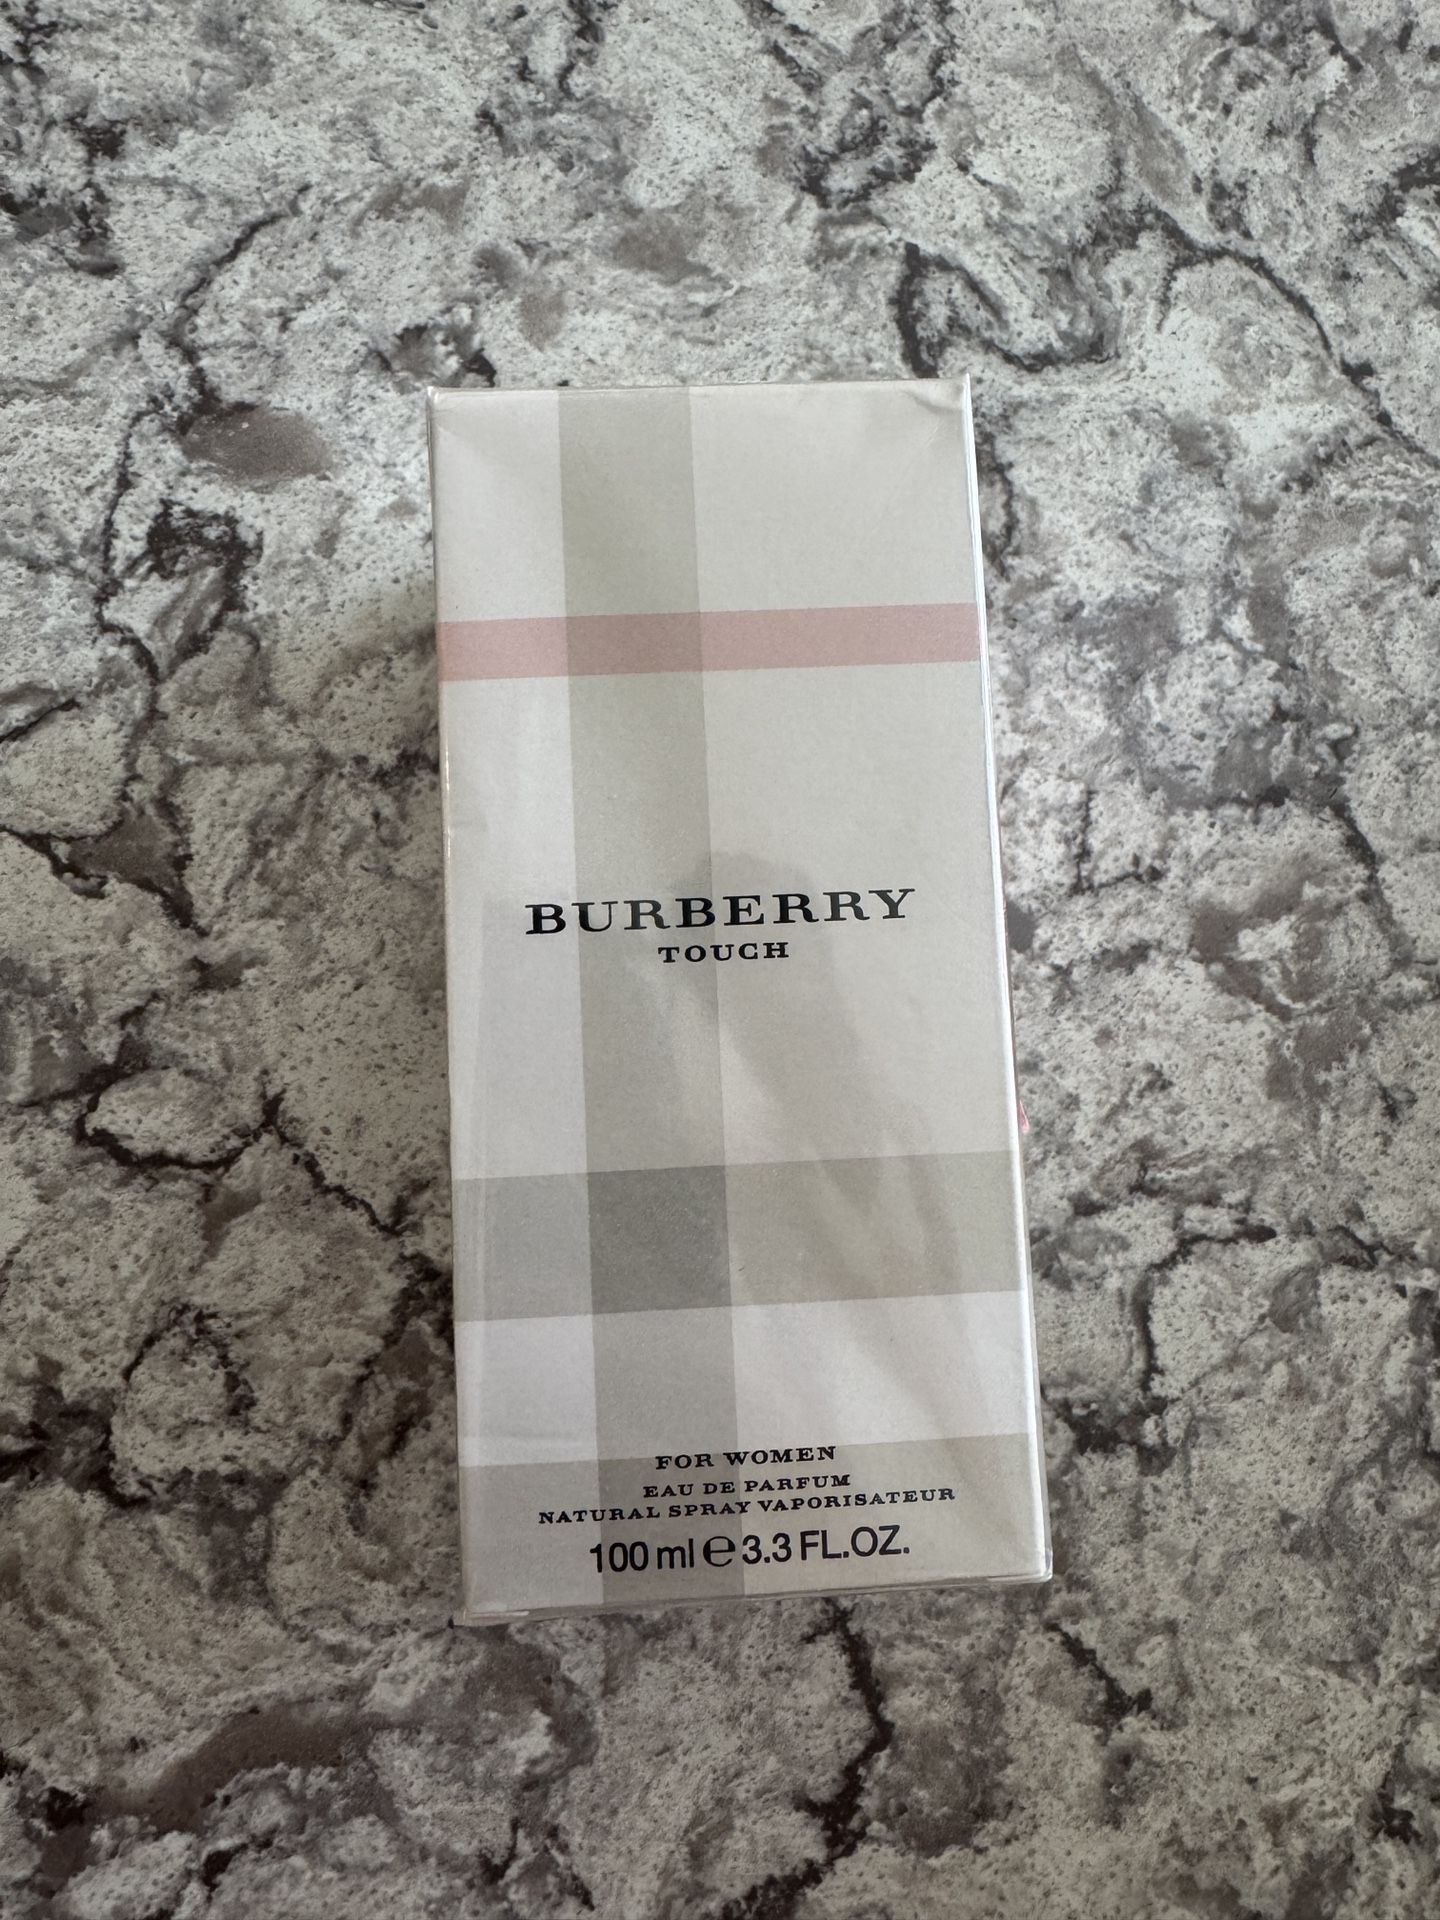 BURBERRY
TOUCH
FOR WOMEN
EAU DE PARFUM
NATURAL SPRAY VAPORISATEUR
100 ml ℮ 3.3 FL.OZ.